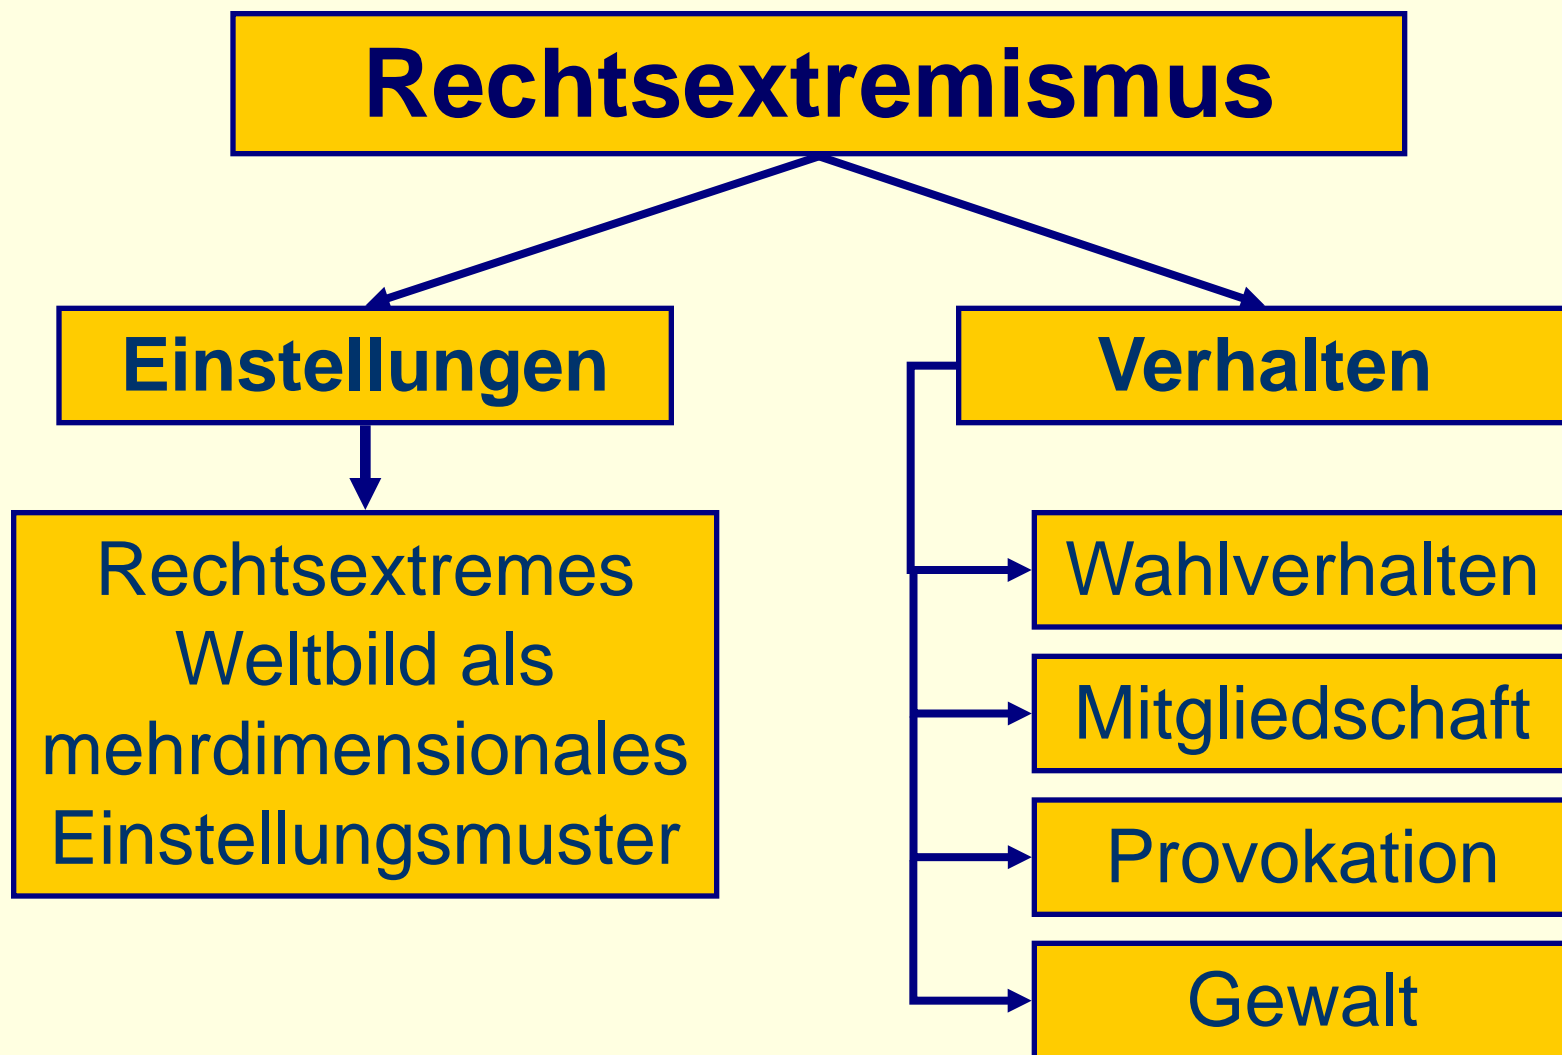 Rechtsextremismus
Einstellungen
Verhalten
Rechtsextremes
Weltbild als
mehrdimensionales
Einstellungsmuster
Wahlverhalten
Mitgliedschaft
Provokation
Gewalt